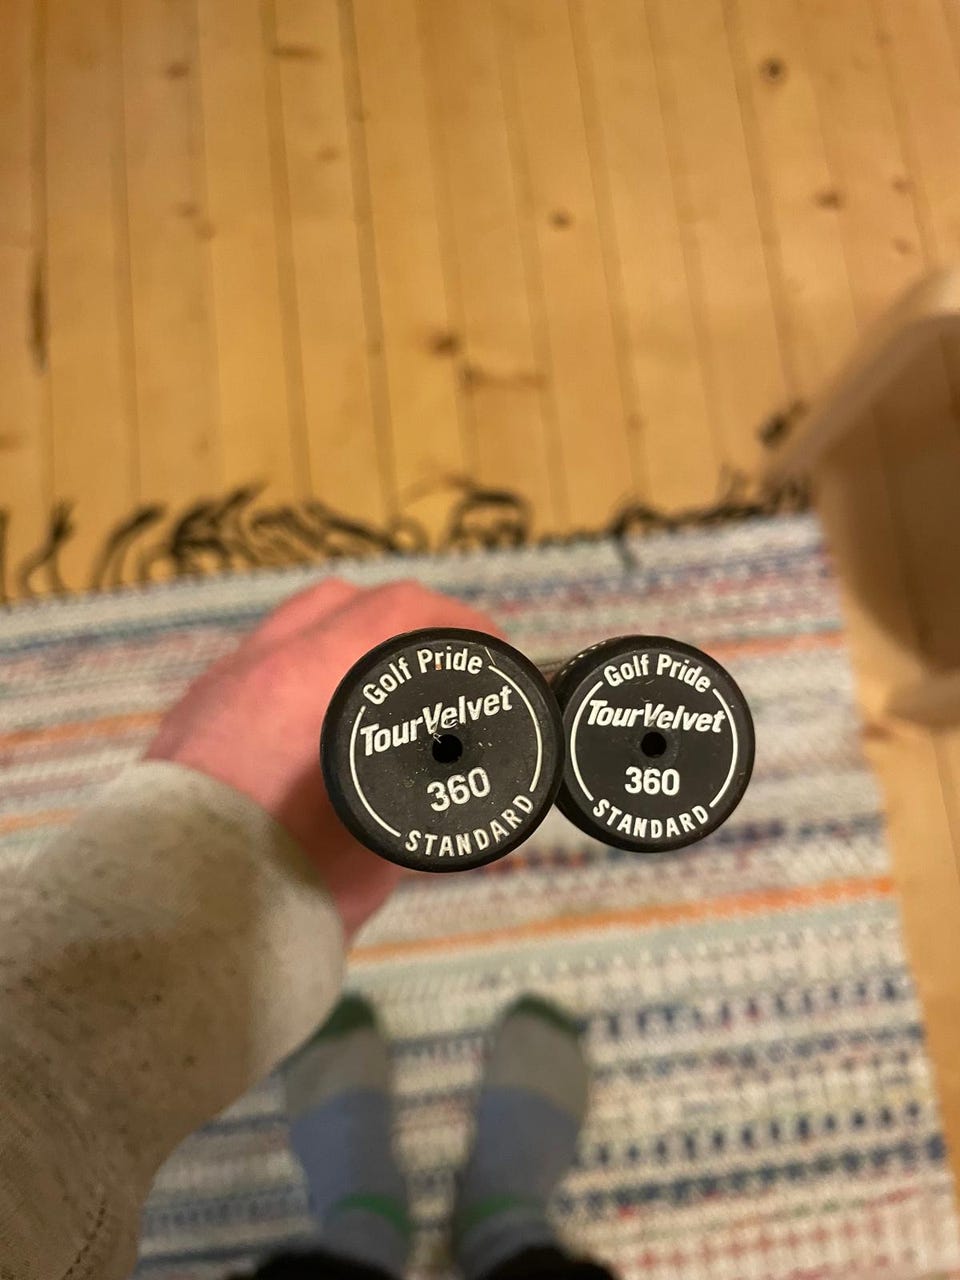 Golf Pride
TourVelvet
360
STANDARD
Golf Pride
TourVelvet
360
STANDARD